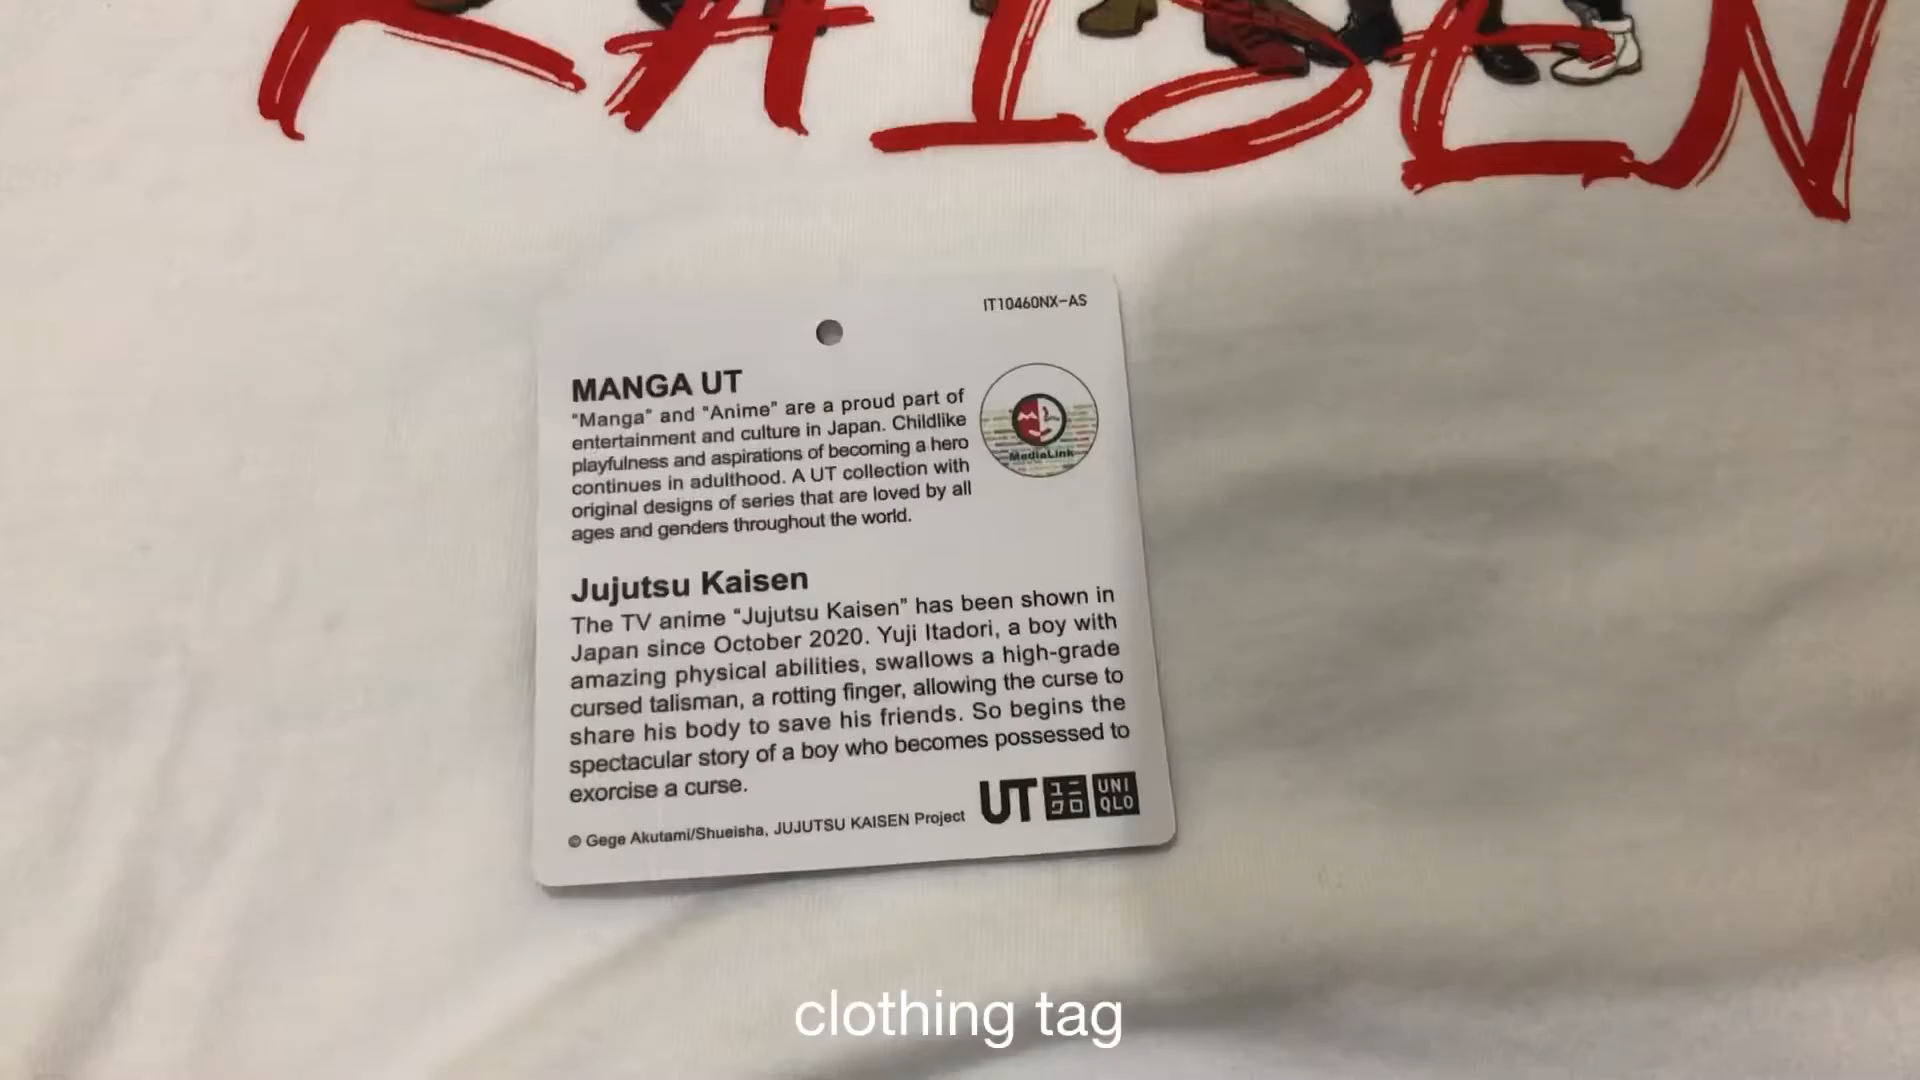 KAISEN
IT10460NX-AS
MANGA UT
"Manga" and "Anime" are a proud part of
entertainment and culture in Japan. Childlike
playfulness and aspirations of becoming a hero
continues in adulthood. A UT collection with
original designs of series that are loved by all
ages and genders throughout the world.
MediaLink
Jujutsu Kaisen
The TV anime "Jujutsu Kaisen" has been shown in
Japan since October 2020. Yuji Itadori, a boy with
amazing physical abilities, swallows a high-grade
cursed talisman, a rotting finger, allowing the curse to
share his body to save his friends. So begins the
spectacular story of a boy who becomes possessed to
exorcise a curse.
© Gege Akutami/Shueisha, JUJUTSU KAISEN Project
UT ユニクロ UNIQLO
clothing tag